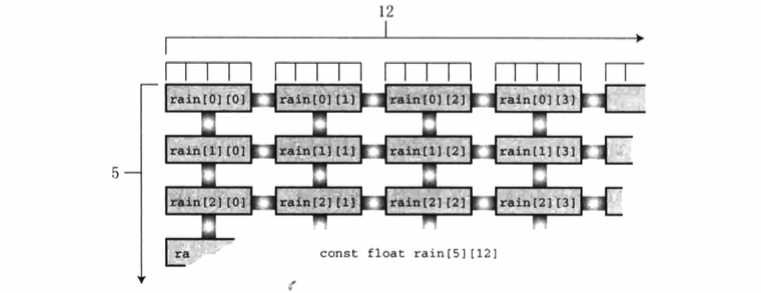 12
rain[0][0] rain[0][1] rain[0][2] rain[0][3]
rain[1][0] rain[1][1] rain[1][2] rain[1][3]
5
rain[2][0] rain[2][1] rain[2][2] rain[2][3]
ra
const float rain[5][12]